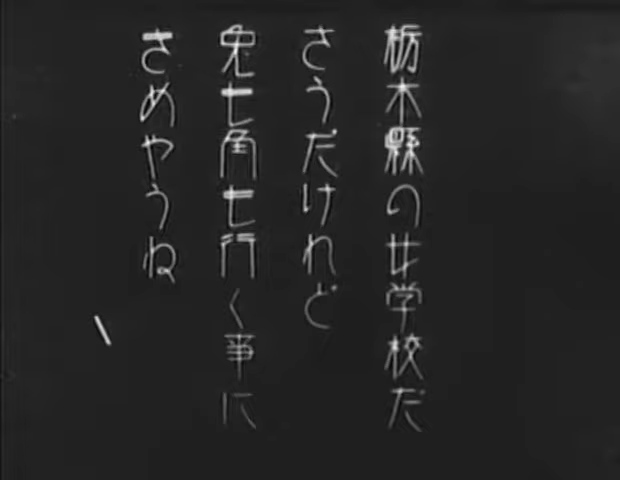 栃木縣の女学校だ
さうだけれど
兎も角も行く事に
きめやうね